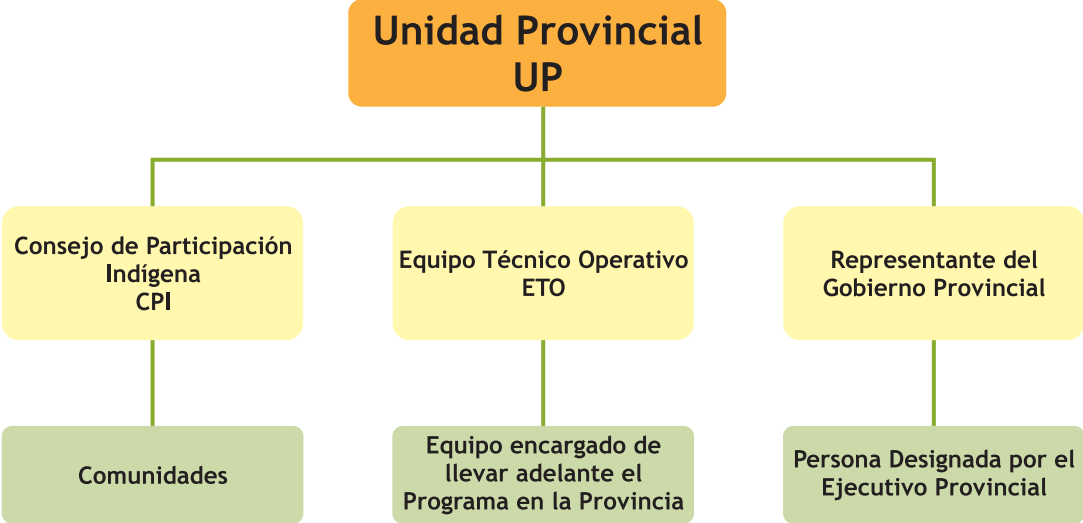 Unidad Provincial
UP
Consejo de Participación
Indígena
CPI
Equipo Técnico Operativo
ETO
Representante del
Gobierno Provincial
Comunidades
Equipo encargado de
llevar adelante el
Programa en la Provincia
Persona Designada por el
Ejecutivo Provincial